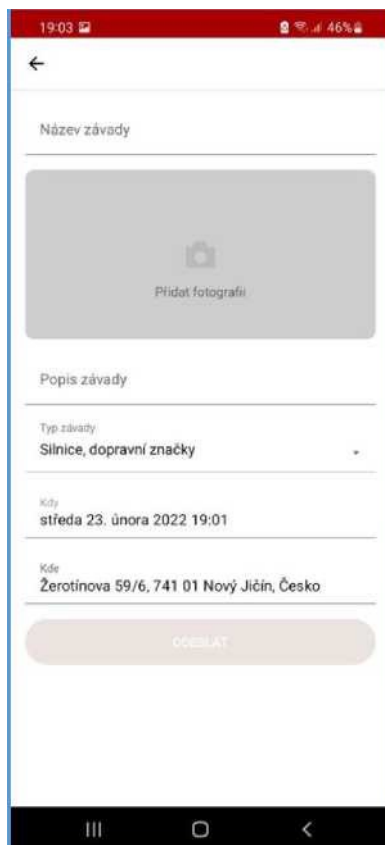 19:03 46%
Název závady
Přidat fotografii
Popis závady
Typ závady
Silnice, dopravní značky
Kdy
středa 23. února 2022 19:01
Kde
Žerotínova 59/6, 741 01 Nový Jičín, Česko
ODESLAT